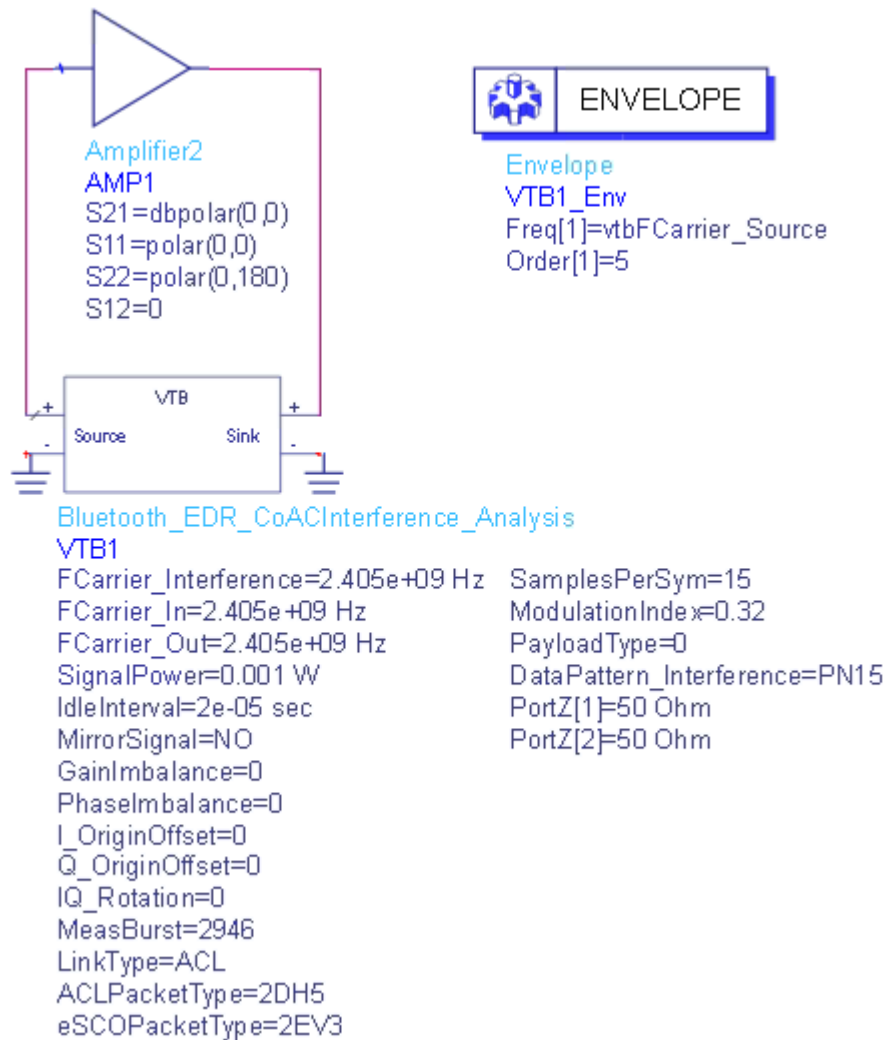 ENVELOPE
Amplifier2
AMP1
S21=dbpolar(0,0)
S11=polar(0,0)
S22=polar(0,180)
S12=0
Envelope
VTB1_Env
Freq[1]=vtbFCarrier_Source
Order[1]=5
VTB
+ +
Source Sink
- -
Bluetooth_EDR_CoACInterference_Analysis
VTB1
FCarrier_Interference=2.405e+09 Hz
FCarrier_In=2.405e+09 Hz
FCarrier_Out=2.405e+09 Hz
SignalPower=0.001 W
IdleInterval=2e-05 sec
MirrorSignal=NO
GainImbalance=0
PhaseImbalance=0
I_OriginOffset=0
Q_OriginOffset=0
IQ_Rotation=0
MeasBurst=2946
LinkType=ACL
ACLPacketType=2DH5
eSCOPacketType=2EV3
SamplesPerSym=15
ModulationIndex=0.32
PayloadType=0
DataPattern_Interference=PN15
PortZ[1]=50 Ohm
PortZ[2]=50 Ohm